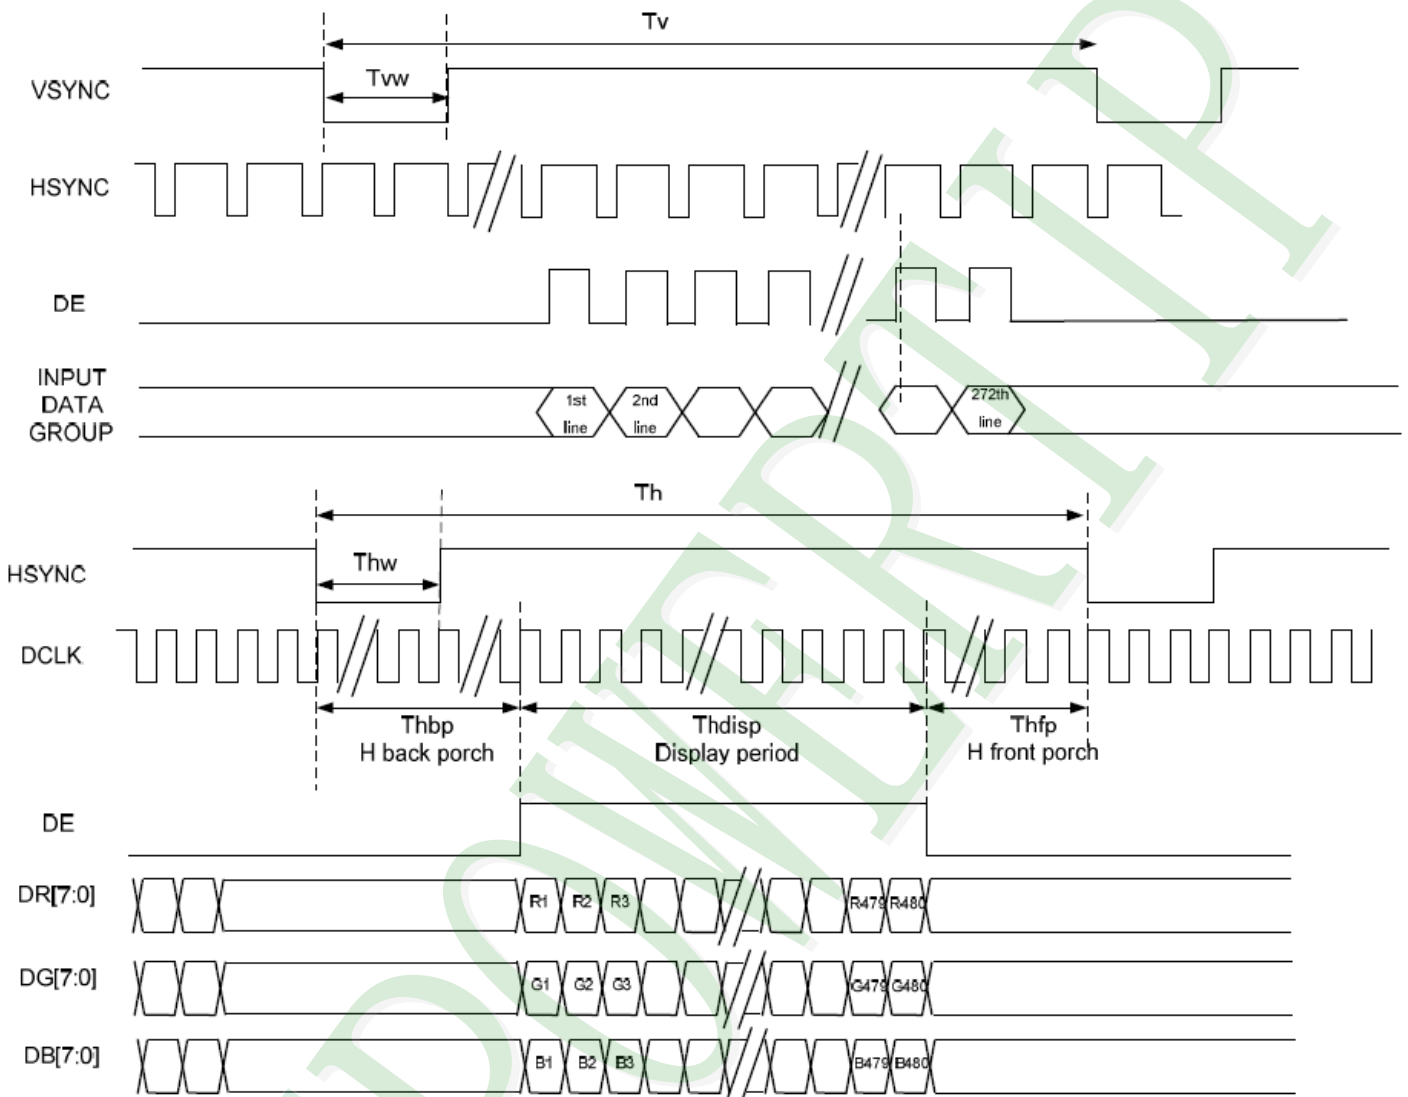 Tv
VSYNC
Tvw
HSYNC
DE
INPUT
DATA
GROUP
1st
line
2nd
line
272th
line
Th
HSYNC
Thw
DCLK
Thbp
H back porch
Thdisp
Display period
Thfp
H front porch
DE
DR[7:0]
R1 R2 R3 R479 R480
DG[7:0]
G1 G2 G3 G479 G480
DB[7:0]
B1 B2 B3 B479 B480
POWERTIP